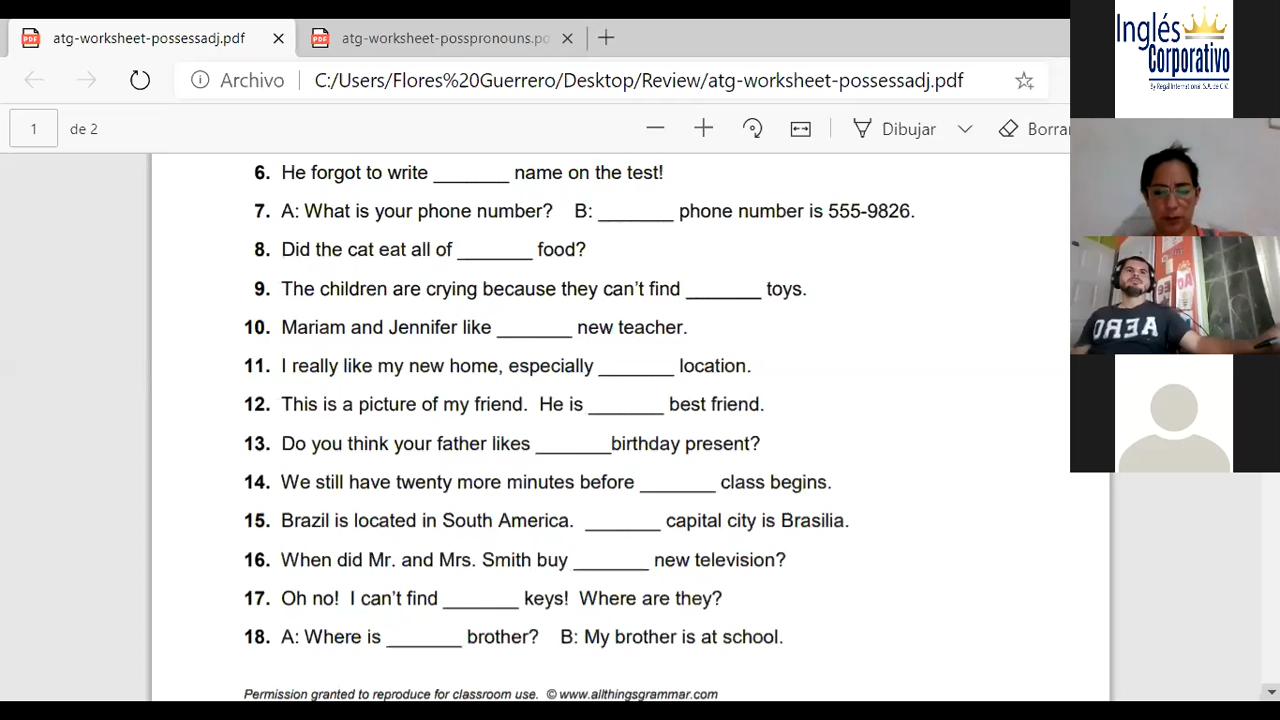 atg-worksheet-possessadj.pdf
atg-worksheet-possessnouns.pd
Archivo
C:/Users/Flores%20Guerrero/Desktop/Review/atg-worksheet-possessadj.pdf
1 de 2
Dibujar
Borra
6. He forgot to write _______ name on the test!
7. A: What is your phone number? B: _______ phone number is 555-9826.
8. Did the cat eat all of _______ food?
9. The children are crying because they can't find _______ toys.
10. Mariam and Jennifer like _______ new teacher.
11. I really like my new home, especially _______ location.
12. This is a picture of my friend. He is _______ best friend.
13. Do you think your father likes _______birthday present?
14. We still have twenty more minutes before _______ class begins.
15. Brazil is located in South America. _______ capital city is Brasilia.
16. When did Mr. and Mrs. Smith buy _______ new television?
17. Oh no! I can't find _______ keys! Where are they?
18. A: Where is _______ brother? B: My brother is at school.
Permission granted to reproduce for classroom use. © www.allthingsgrammar.com
Inglés
Corporativo
By Regal International S.A. de C.V.
AERO